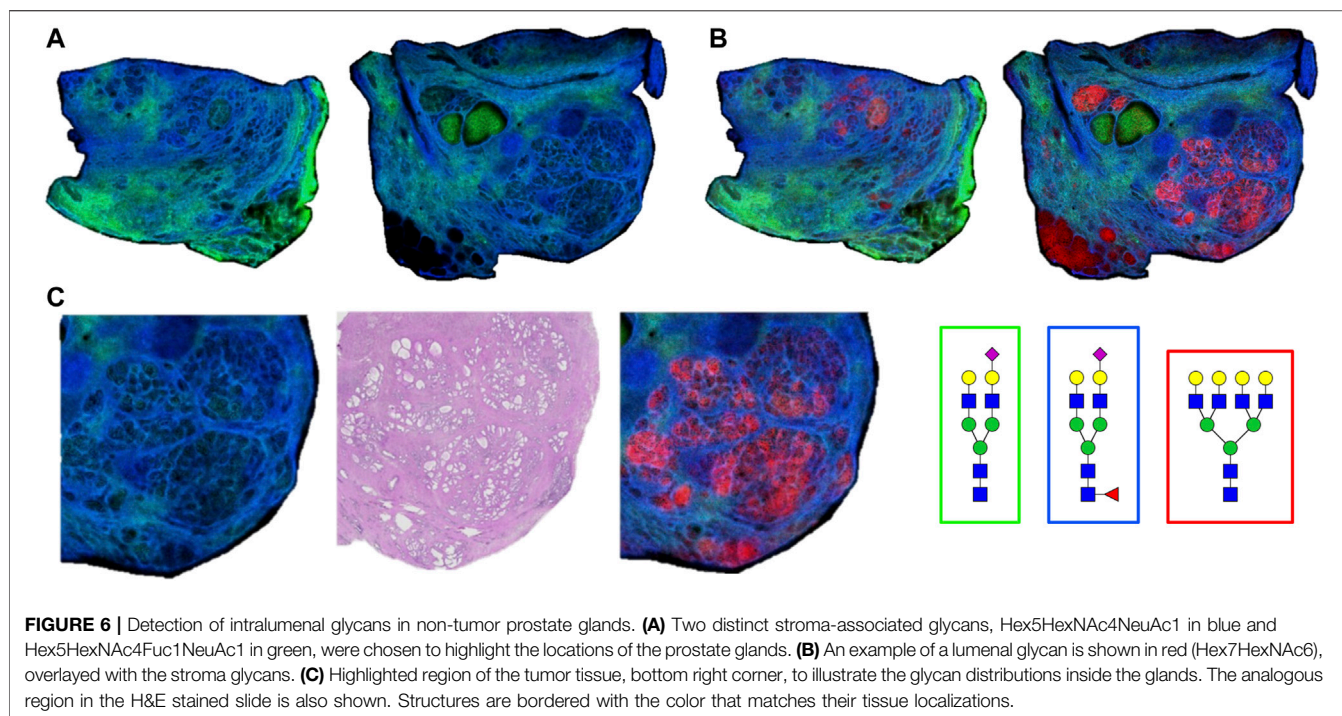 A
B
C
FIGURE 6 | Detection of intralumenal glycans in non-tumor prostate glands. (A) Two distinct stroma-associated glycans, Hex5HexNAc4NeuAc1 in blue and
Hex5HexNAc4Fuc1NeuAc1 in green, were chosen to highlight the locations of the prostate glands. (B) An example of a lumenal glycan is shown in red (Hex7HexNAc6),
overlayed with the stroma glycans. (C) Highlighted region of the tumor tissue, bottom right corner, to illustrate the glycan distributions inside the glands. The analogous
region in the H&E stained slide is also shown. Structures are bordered with the color that matches their tissue localizations.